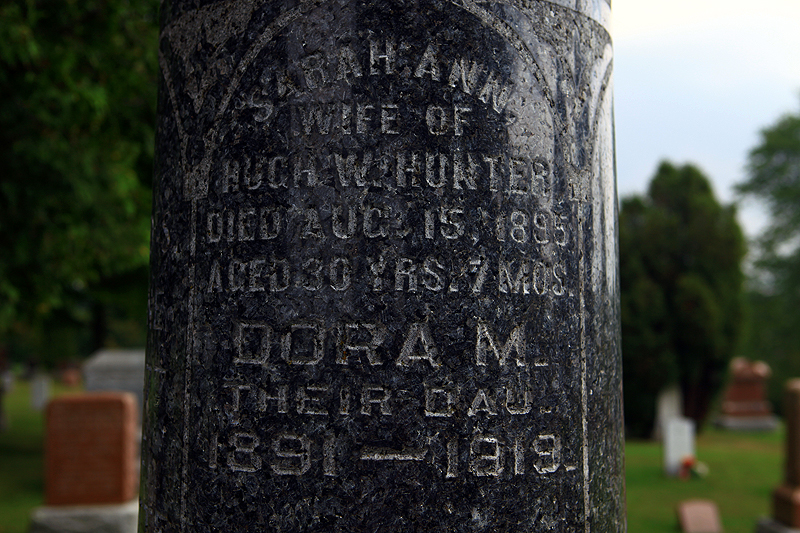 SARAH ANN,
WIFE OF
HUGH W. HUNTER
DIED AUG. 15, 1895
AGED 30 YRS. 7 MOS.
DORA M.
THEIR DAU.
1891 — 1919.